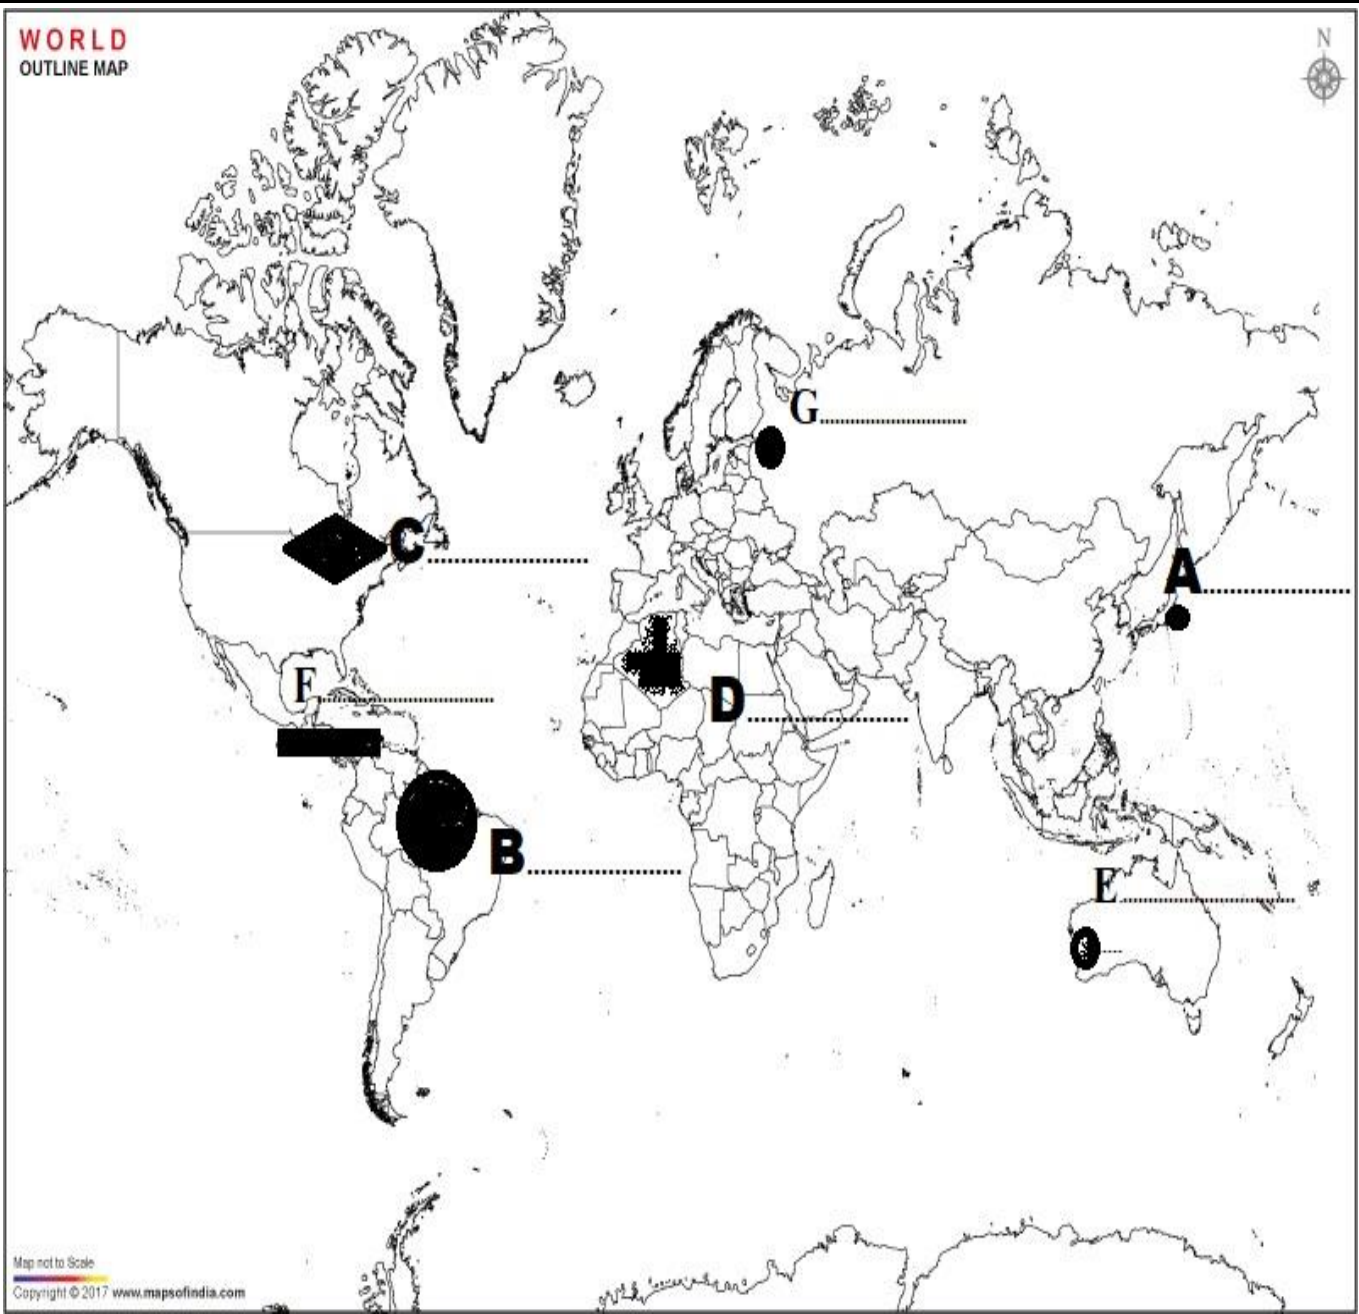 WORLD
OUTLINE MAP
N
G....................
C....................
A....................
F....................
D....................
B....................
E....................
Map not to Scale
Copyright © 2017 www.mapsofindia.com